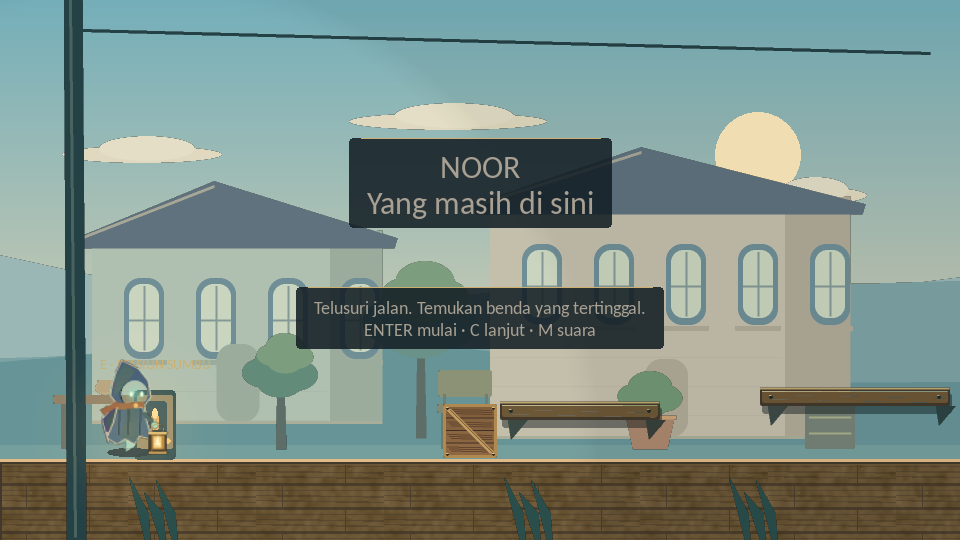 NOOR
Yang masih di sini
Telusuri jalan. Temukan benda yang tertinggal.
ENTER mulai · C lanjut · M suara